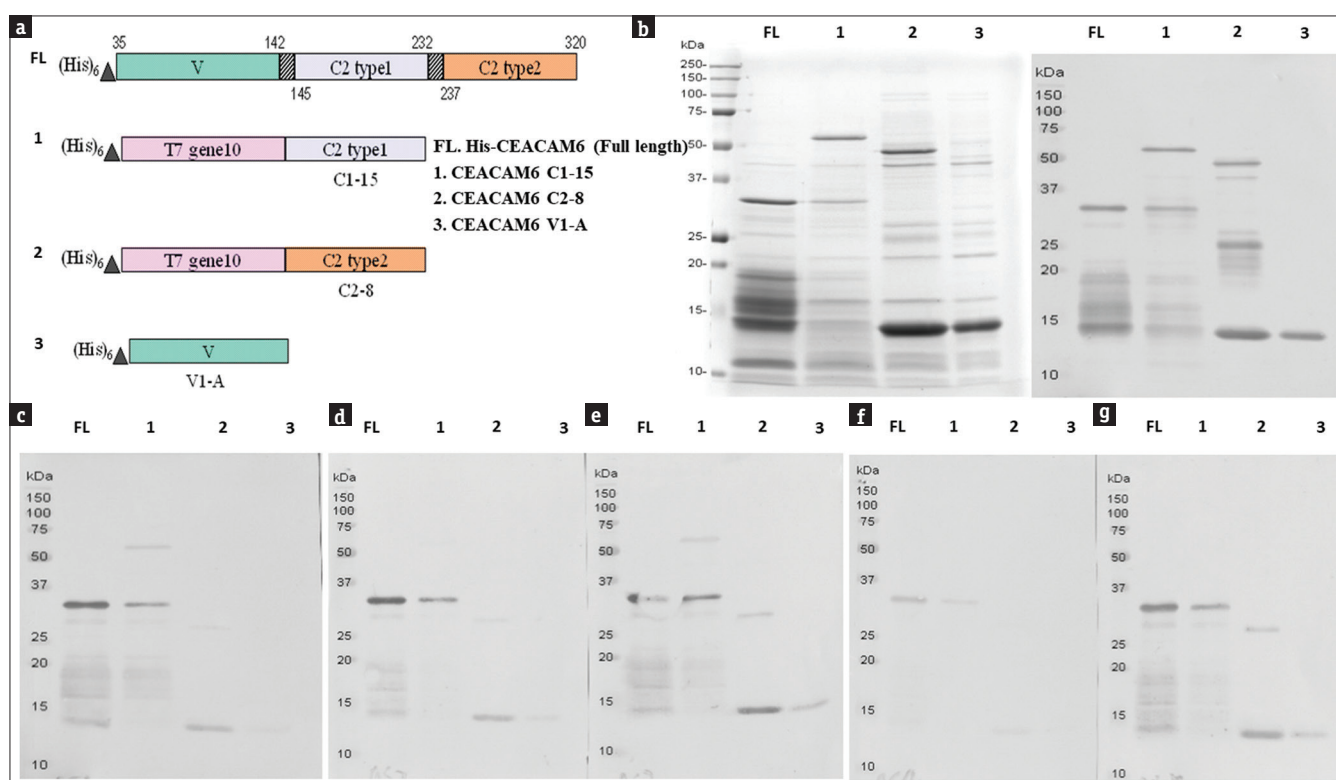 a
35 142 232 320
FL (His)6 V C2 type1 C2 type2
145 237
1 (His)6 T7 gene10 C2 type1
C1-15
FL. His-CEACAM6 (Full length)
1. CEACAM6 C1-15
2. CEACAM6 C2-8
3. CEACAM6 V1-A
2 (His)6 T7 gene10 C2 type2
C2-8
3 (His)6 V
V1-A
b
FL 1 2 3
kDa
250-
150-
100-
75-
50-
37-
25-
20-
15-
10-
FL 1 2 3
kDa
150
100
75
50
37
25
20
15
10
c
FL 1 2 3
kDa
150
100
75
50
37
25
20
15
10
d
FL 1 2 3
kDa
150
100
75
50
37
25
20
15
10
e
FL 1 2 3
kDa
150
100
75
50
37
25
20
15
10
f
FL 1 2 3
kDa
150
100
75
50
37
25
20
15
10
g
FL 1 2 3
kDa
150
100
75
50
37
25
20
15
10